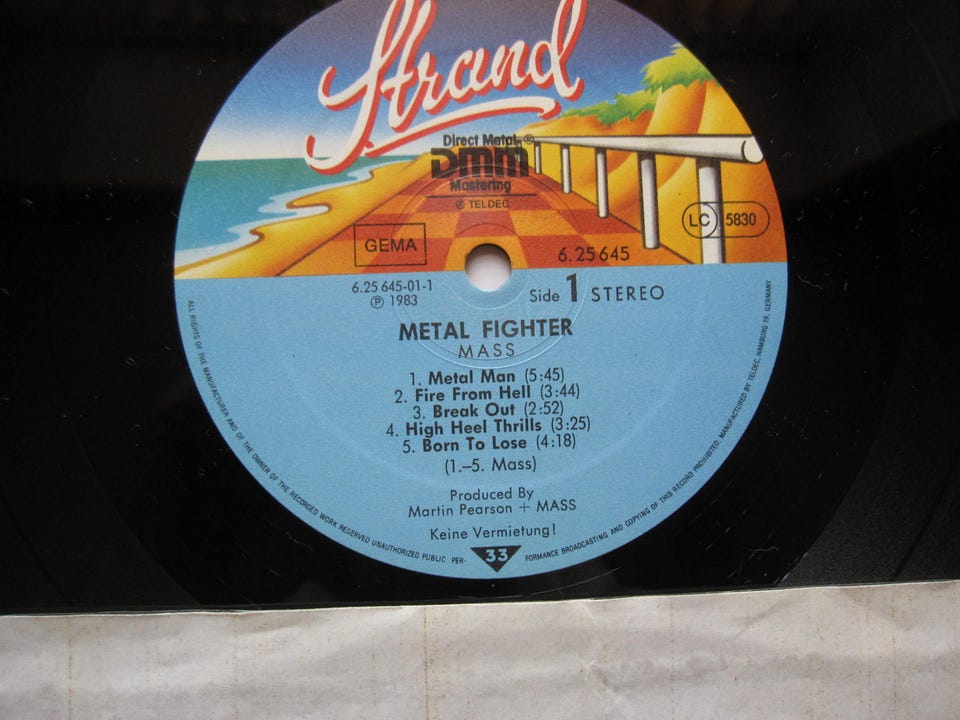 Strand
Direct Metal ®
DMM
Mastering
℗ TELDEC
LC 5830
GEMA
6.25645
6.25 645-01-1
℗ 1983
Side 1 STEREO
METAL FIGHTER
MASS
1. Metal Man (5:45)
2. Fire From Hell (3:44)
3. Break Out (2:52)
4. High Heel Thrills (3:25)
5. Born To Lose (4:18)
(1.–5. Mass)
Produced By
Martin Pearson + MASS
Keine Vermietung!
33
ALL RIGHTS OF THE MANUFACTURER AND OF THE OWNER OF THE RECORDED WORK RESERVED UNAUTHORIZED PUBLIC PER- FORMANCE BROADCASTING AND COPYING OF THIS RECORD PROHIBITED. MANUFACTURED BY TELDEC, HAMBURG 19, GERMANY